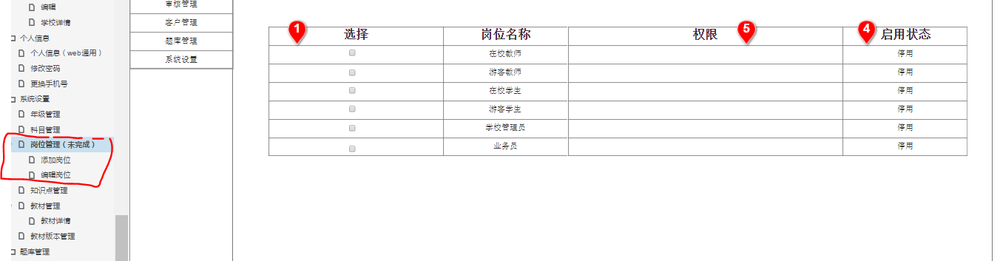 编辑
学校详情
个人信息
个人信息（web通用）
修改密码
更换手机号
系统设置
年级管理
科目管理
岗位管理（未完成）
添加岗位
编辑岗位
知识点管理
教材管理
教材详情
教材版本管理
题库管理
审核管理
客户管理
题库管理
系统设置
1 选择 岗位名称 权限 5 4 启用状态
在校教师 停用
游客教师 停用
在校学生 停用
游客学生 停用
学校管理员 停用
业务员 停用